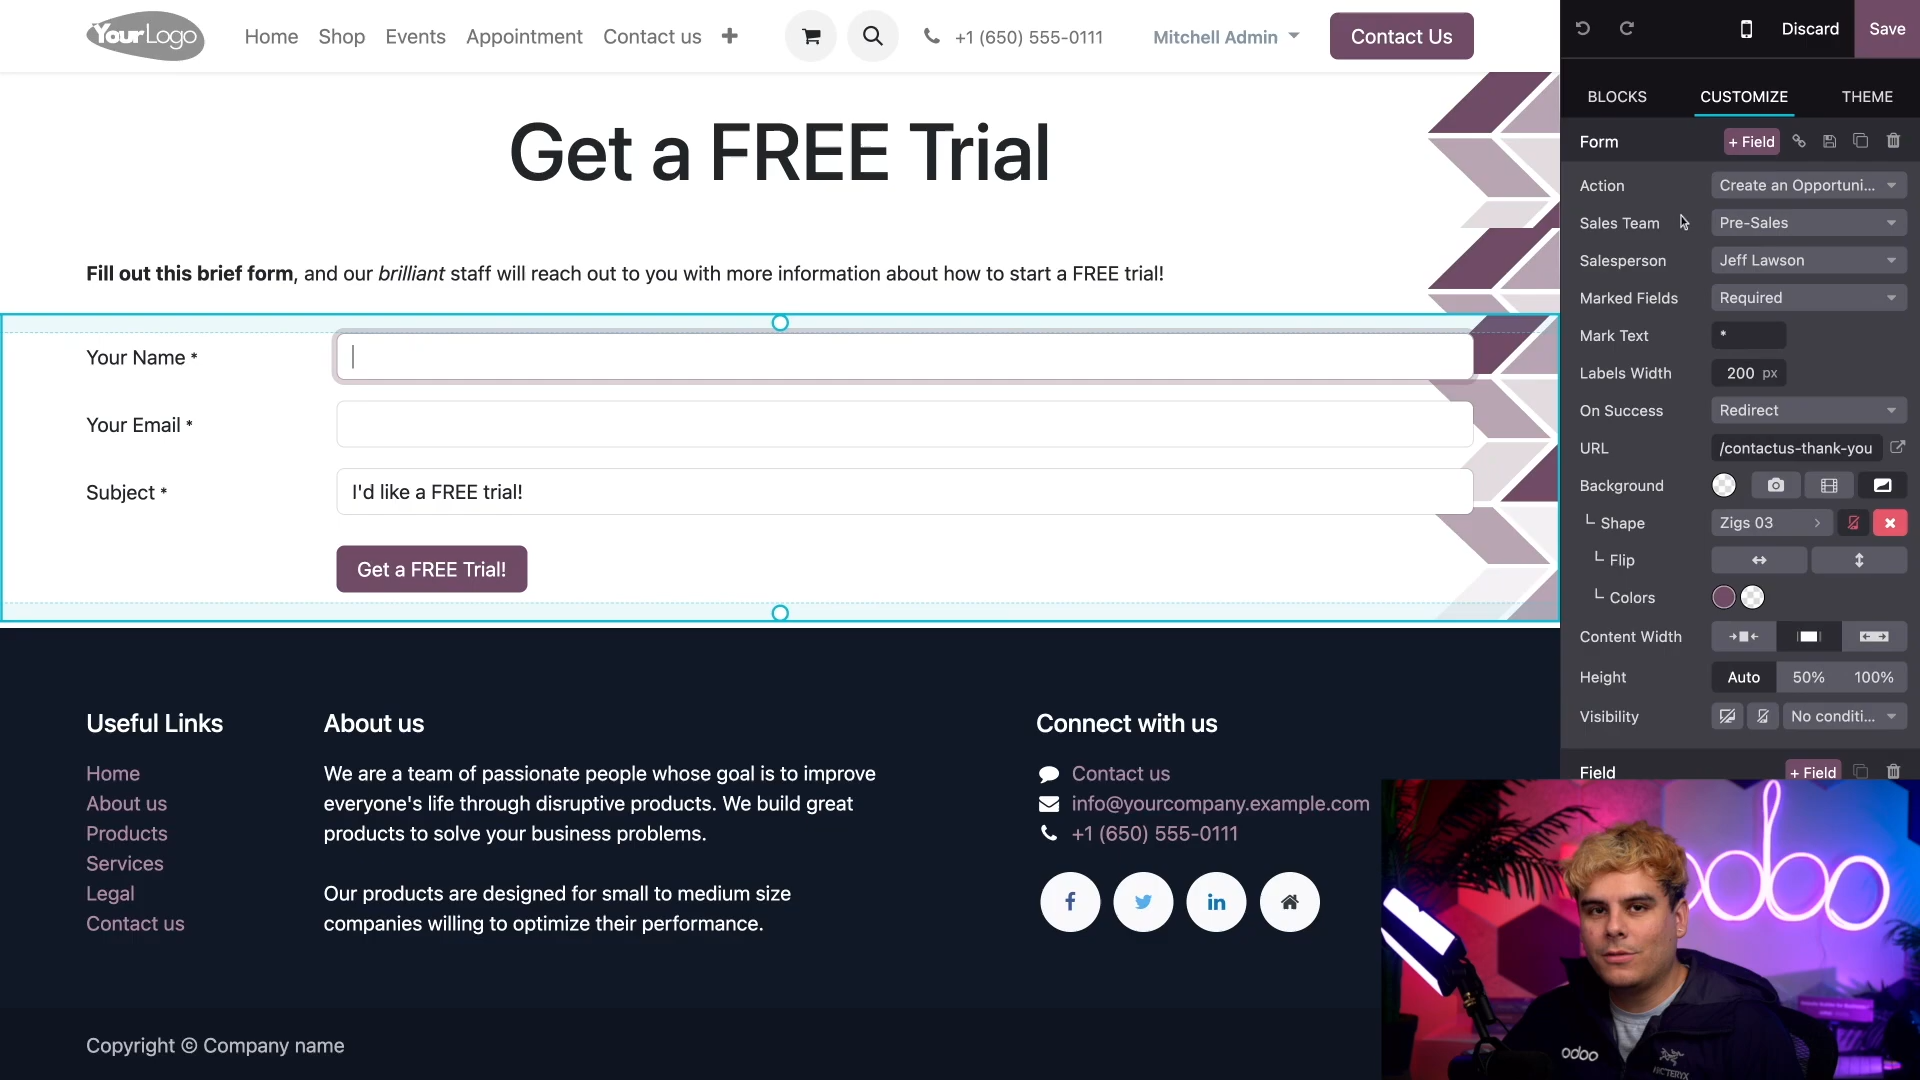 YourLogo
Home Shop Events Appointment Contact us
+1 (650) 555-0111
Mitchell Admin
Contact Us
Discard
Save
BLOCKS
CUSTOMIZE
THEME
Get a FREE Trial
Fill out this brief form, and our brilliant staff will reach out to you with more information about how to start a FREE trial!
Your Name *
Your Email *
Subject *
I'd like a FREE trial!
Get a FREE Trial!
Form + Field
Action Create an Opportuni...
Sales Team Pre-Sales
Salesperson Jeff Lawson
Marked Fields Required
Mark Text *
Labels Width 200 px
On Success Redirect
URL /contactus-thank-you
Background
Shape Zigs 03
Flip
Colors
Content Width
Height Auto 50% 100%
Visibility No conditi...
Field + Field
Useful Links
Home
About us
Products
Services
Legal
Contact us
About us
We are a team of passionate people whose goal is to improve
everyone's life through disruptive products. We build great
products to solve your business problems.
Our products are designed for small to medium size
companies willing to optimize their performance.
Connect with us
Contact us
info@yourcompany.example.com
+1 (650) 555-0111
Copyright © Company name
odoo
odoo